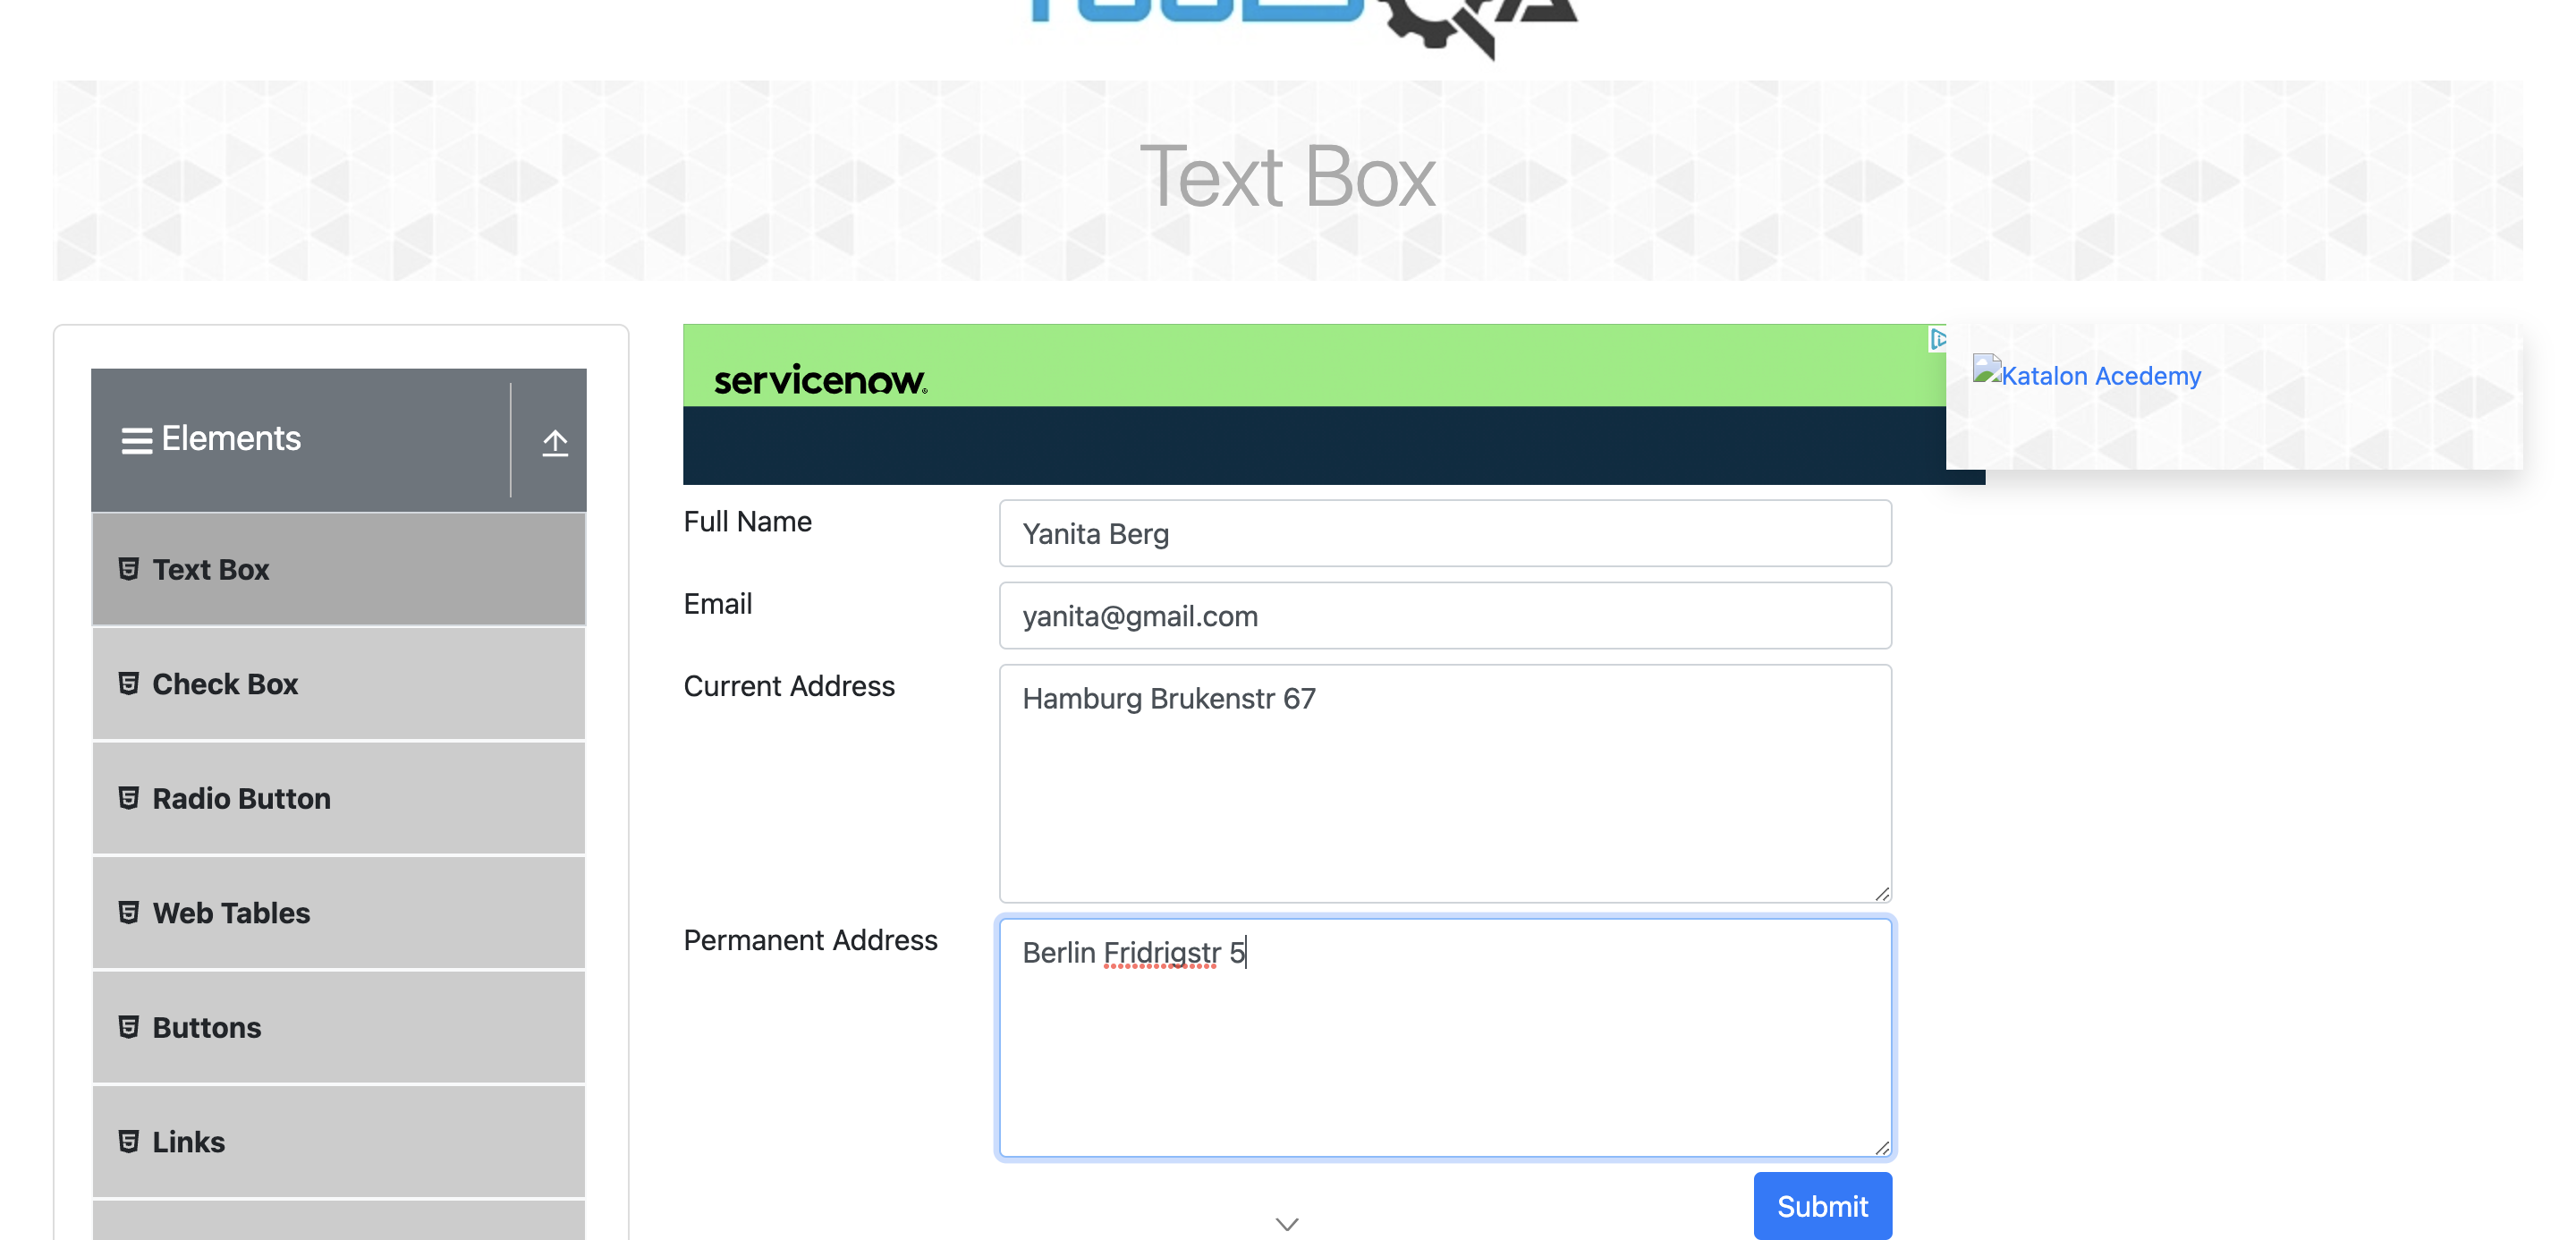 Text Box
Elements
servicenow
Katalon Acedemy
Text Box
Check Box
Radio Button
Web Tables
Buttons
Links
Full Name
Yanita Berg
Email
yanita@gmail.com
Current Address
Hamburg Brukenstr 67
Permanent Address
Berlin Fridrigstr 5
Submit